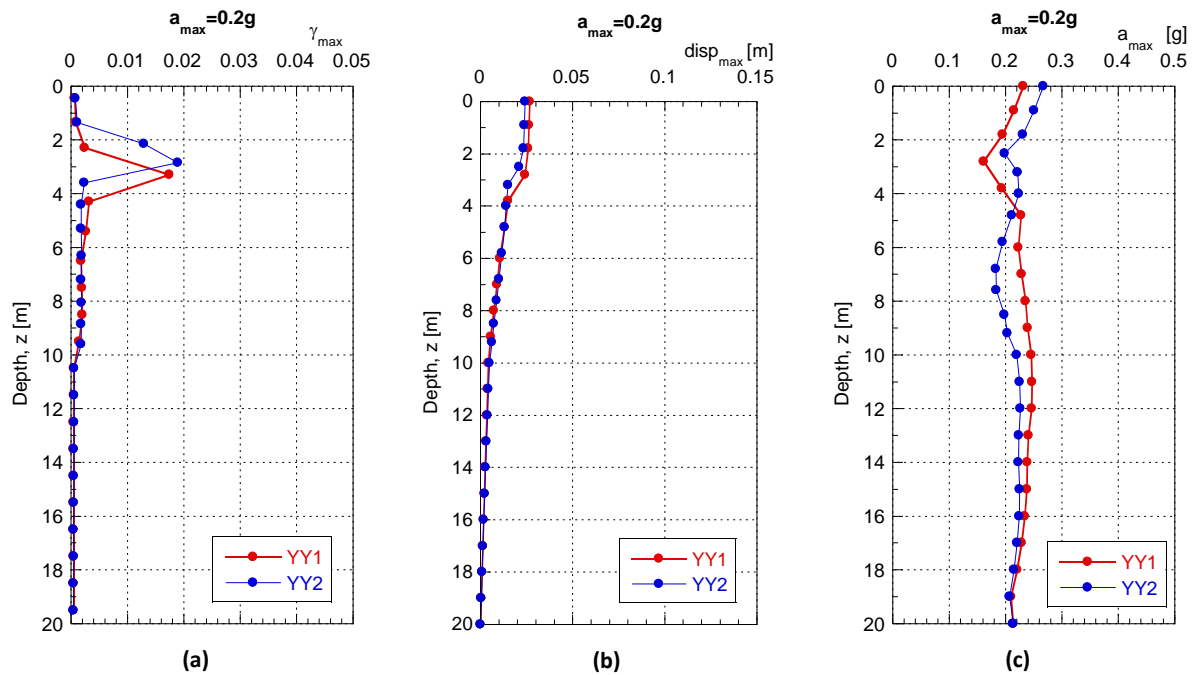 a_max=0.2g
γ_max
0 0.01 0.02 0.03 0.04 0.05
0
2
4
6
8
10
12
14
16
18
20
Depth, z [m]
YY1
YY2
(a)
a_max=0.2g
disp_max [m]
0 0.05 0.1 0.15
0
2
4
6
8
10
12
14
16
18
20
Depth, z [m]
YY1
YY2
(b)
a_max=0.2g
a_max [g]
0 0.1 0.2 0.3 0.4 0.5
0
2
4
6
8
10
12
14
16
18
20
Depth, z [m]
YY1
YY2
(c)